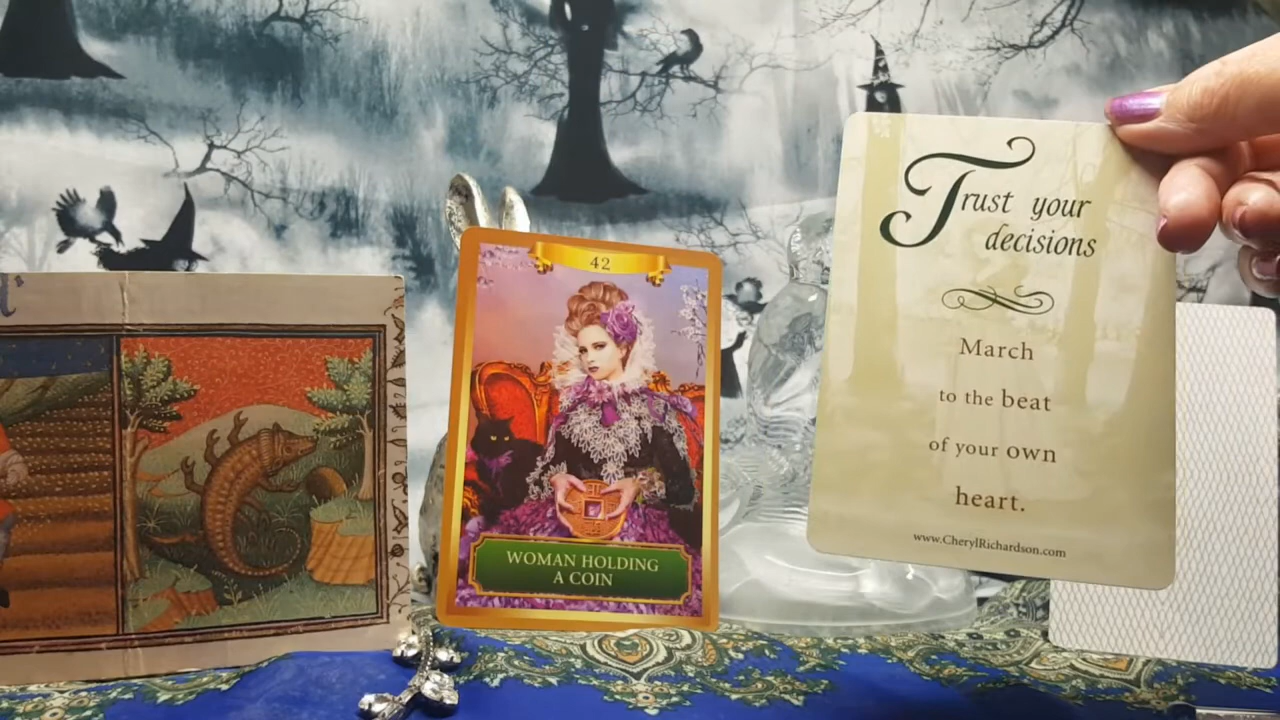 42
WOMAN HOLDING
A COIN
Trust your
decisions
March
to the beat
of your own
heart.
www.CherylRichardson.com